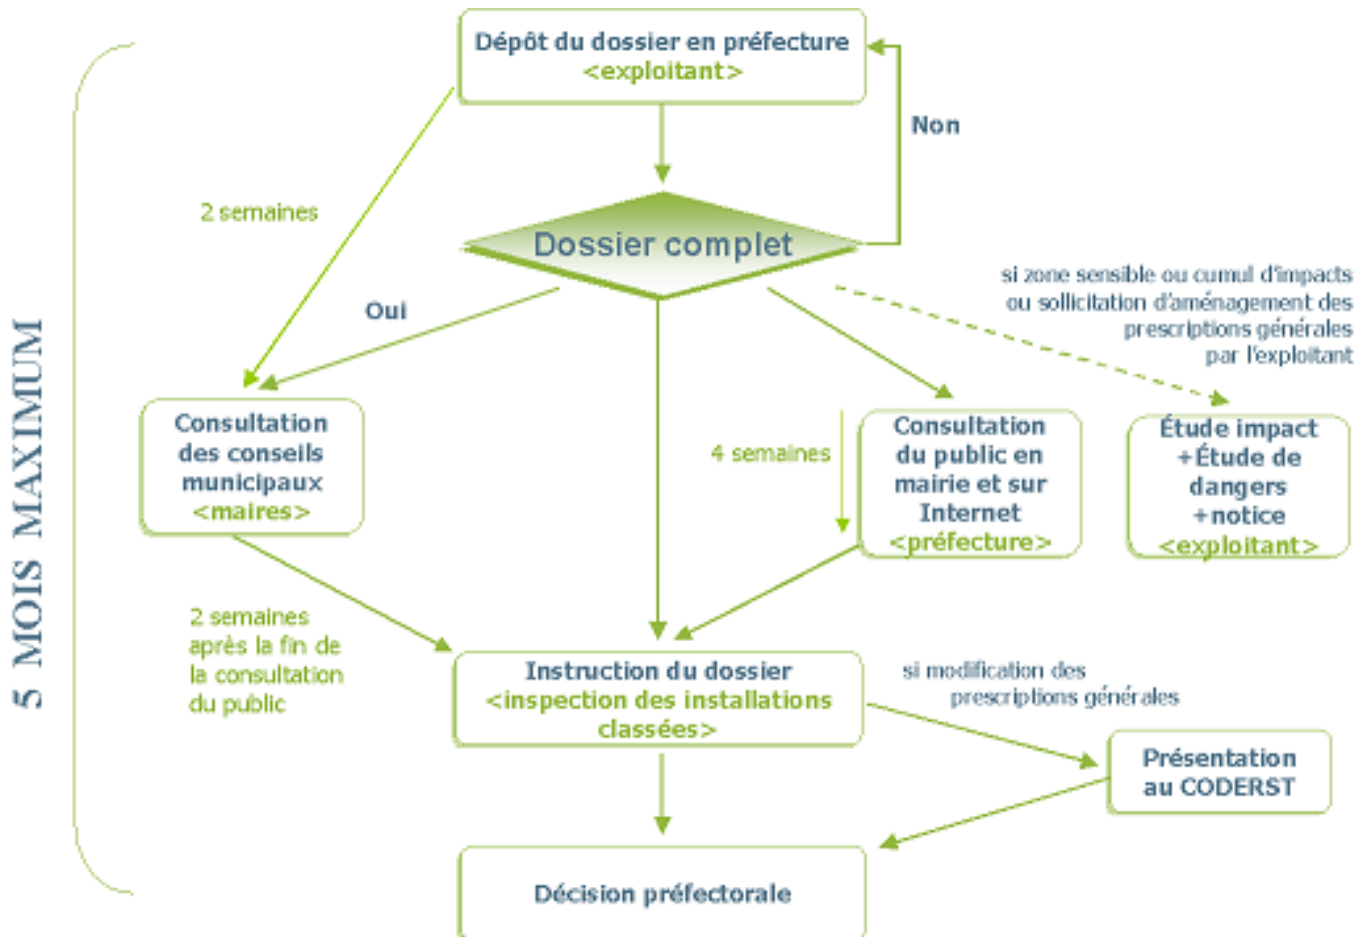 Dépôt du dossier en préfecture
<exploitant>
Non
2 semaines
Dossier complet
si zone sensible ou cumul d'impacts
ou sollicitation d'aménagement des
prescriptions générales
par l'exploitant
Oui
5 MOIS MAXIMUM
Consultation
des conseils
municipaux
<maires>
4 semaines
Consultation
du public en
mairie et sur
Internet
<préfecture>
Étude impact
+Étude de
dangers
+notice
<exploitant>
2 semaines
après la fin de
la consultation
du public
Instruction du dossier
<inspection des installations
classées>
si modification des
prescriptions générales
Présentation
au CODERST
Décision préfectorale